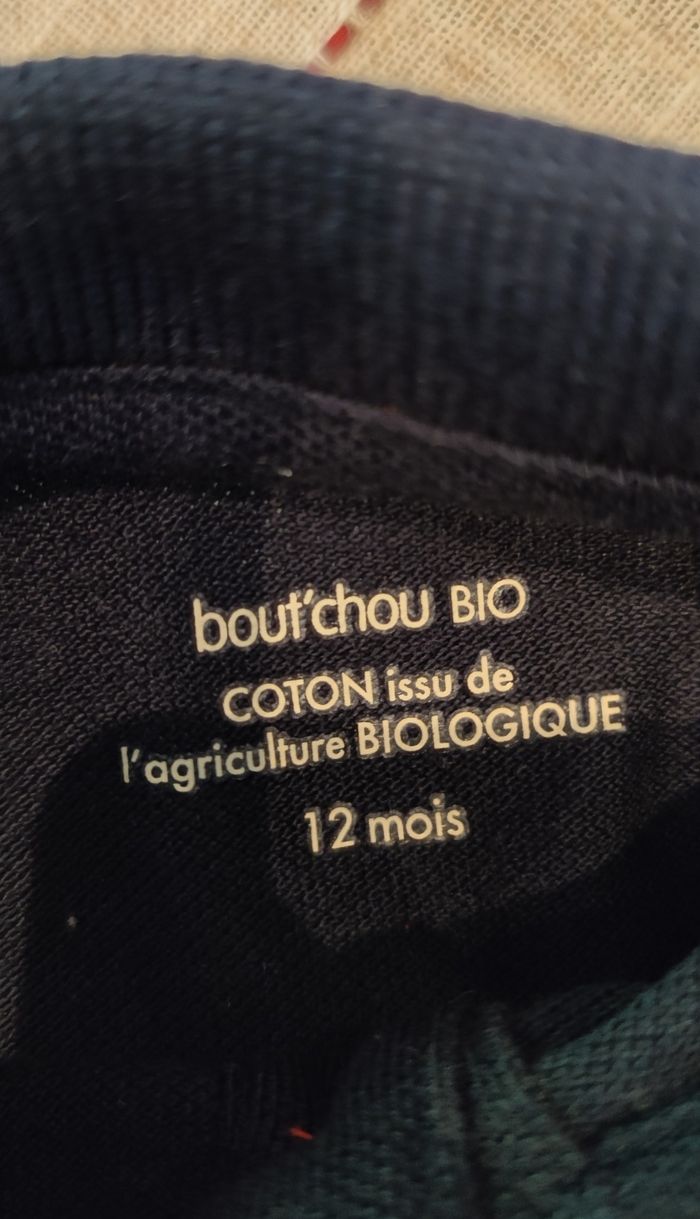 bout'chou BIO
COTON issu de
l'agriculture BIOLOGIQUE
12 mois